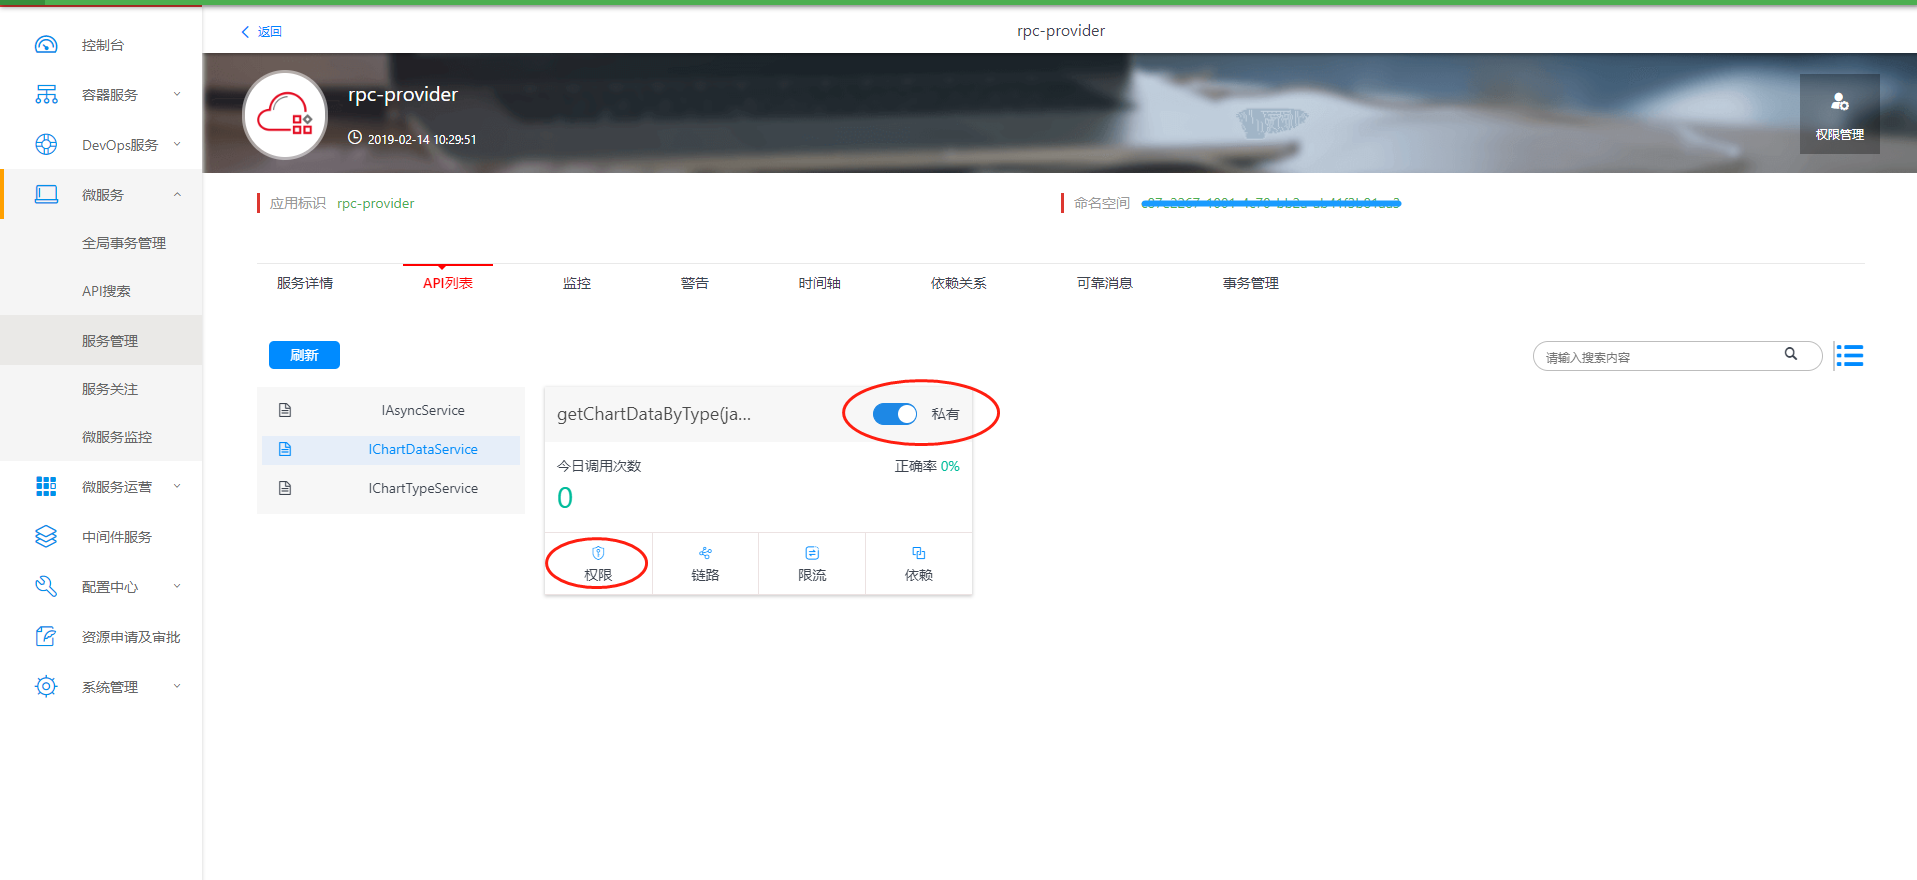 返回
rpc-provider
控制台
容器服务
DevOps服务
微服务
全局事务管理
API搜索
服务管理
服务关注
微服务监控
微服务运营
中间件服务
配置中心
资源申请及审批
系统管理
rpc-provider
2019-02-14 10:29:51
权限管理
应用标识 rpc-provider
命名空间
服务详情 API列表 监控 警告 时间轴 依赖关系 可靠消息 事务管理
刷新
请输入搜索内容
IAsyncService
IChartDataService
IChartTypeService
getChartDataByType(ja...
私有
今日调用次数
正确率 0%
0
权限 链路 限流 依赖